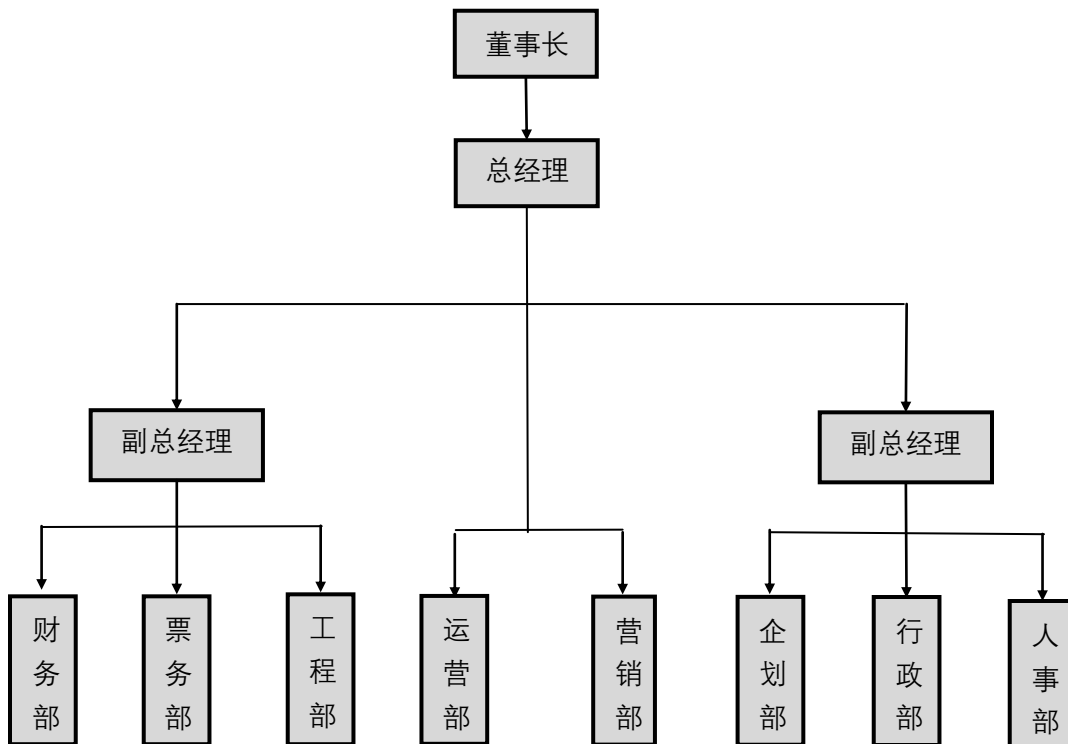 董事长
总经理
副总经理
副总经理
财务部
票务部
工程部
运营部
营销部
企划部
行政部
人事部